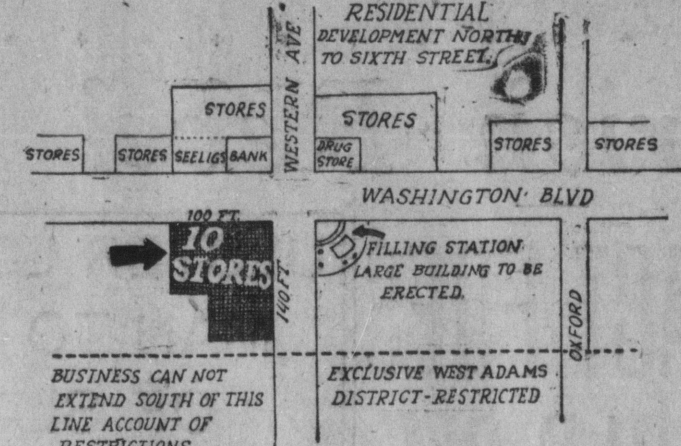 RESIDENTIAL
DEVELOPMENT NORTH
TO SIXTH STREET.
WESTERN AVE
STORES
STORES
STORES
STORES
SEELIGS
BANK
DRUG
STORE
STORES
STORES
WASHINGTON BLVD
100 FT.
10
STORES
140 FT.
FILLING STATION
LARGE BUILDING TO BE
ERECTED.
OXFORD
BUSINESS CAN NOT
EXTEND SOUTH OF THIS
LINE ACCOUNT OF
RESTRICTIONS
EXCLUSIVE WEST ADAMS
DISTRICT-RESTRICTED